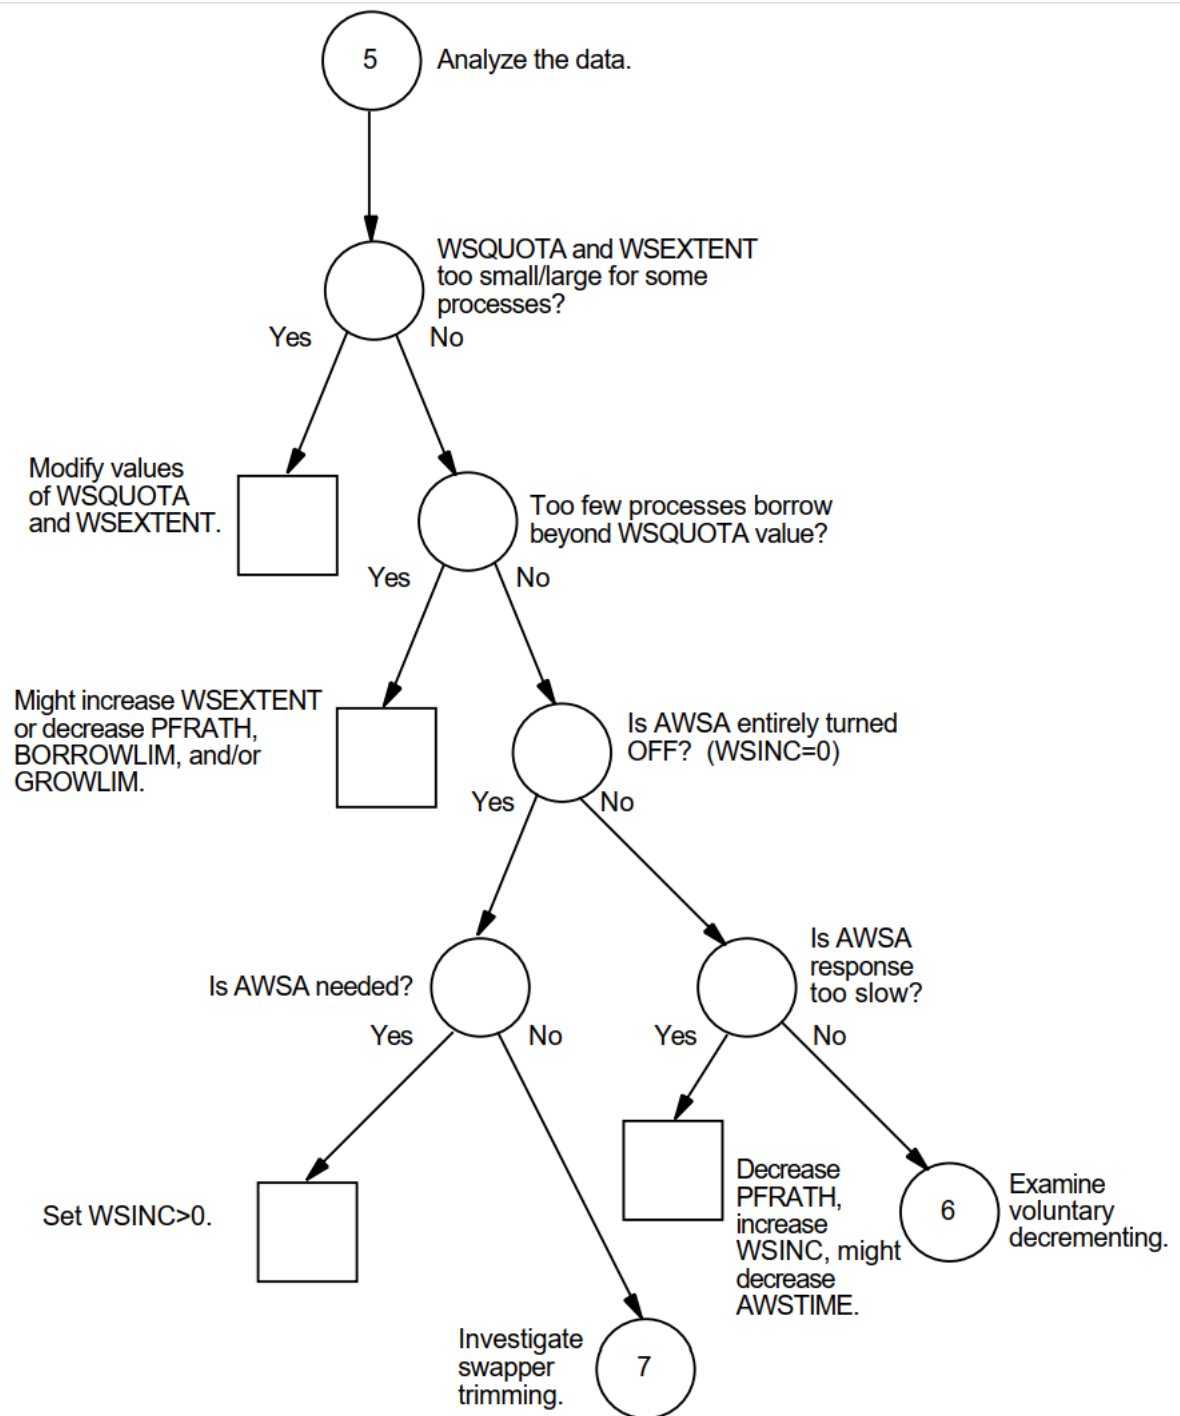 5
Analyze the data.
WSQUOTA and WSEXTENT
too small/large for some
processes?
Yes
No
Modify values
of WSQUOTA
and WSEXTENT.
Too few processes borrow
beyond WSQUOTA value?
Yes
No
Might increase WSEXTENT
or decrease PFRATH,
BORROWLIM, and/or
GROWLIM.
Is AWSA entirely turned
OFF?  (WSINC=0)
Yes
No
Is AWSA needed?
Yes
No
Is AWSA
response
too slow?
Yes
No
Set WSINC>0.
Decrease
PFRATH,
increase
WSINC, might
decrease
AWSTIME.
6
Examine
voluntary
decrementing.
Investigate
swapper
trimming.
7